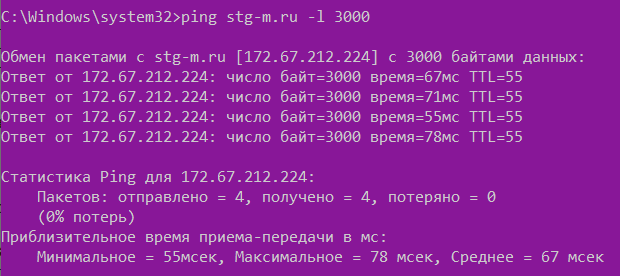 C:\Windows\system32>ping stg-m.ru -l 3000
Обмен пакетами с stg-m.ru [172.67.212.224] с 3000 байтами данных:
Ответ от 172.67.212.224: число байт=3000 время=67мс TTL=55
Ответ от 172.67.212.224: число байт=3000 время=71мс TTL=55
Ответ от 172.67.212.224: число байт=3000 время=55мс TTL=55
Ответ от 172.67.212.224: число байт=3000 время=78мс TTL=55
Статистика Ping для 172.67.212.224:
Пакетов: отправлено = 4, получено = 4, потеряно = 0
(0% потерь)
Приблизительное время приема-передачи в мс:
Минимальное = 55мсек, Максимальное = 78 мсек, Среднее = 67 мсек